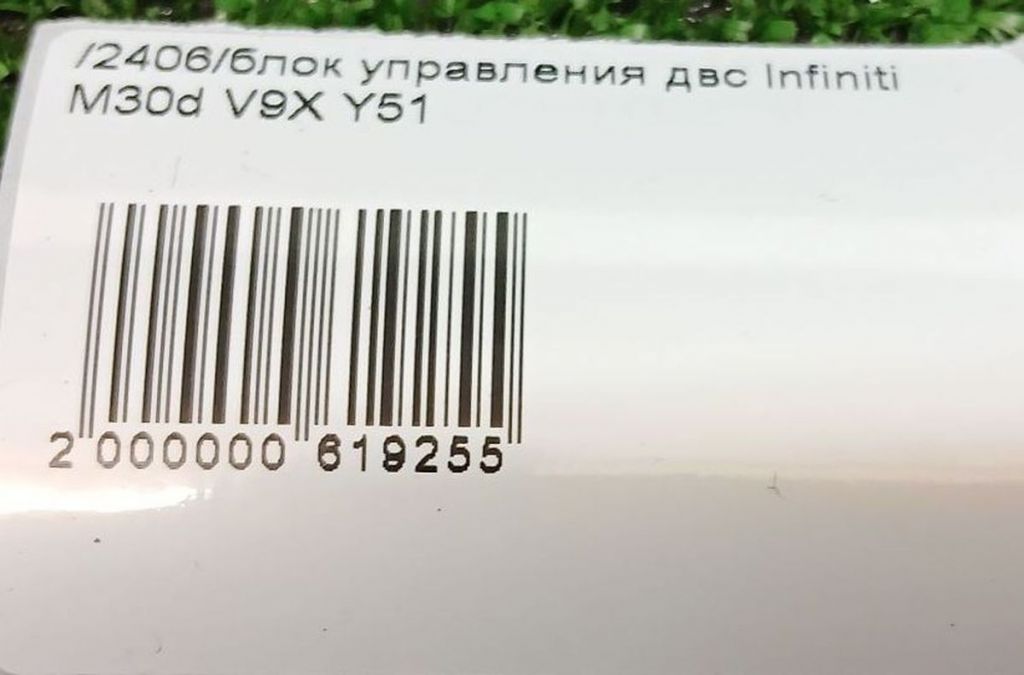 /2406/блок управления двс Infiniti
M30d V9X Y51
2 000000 619255